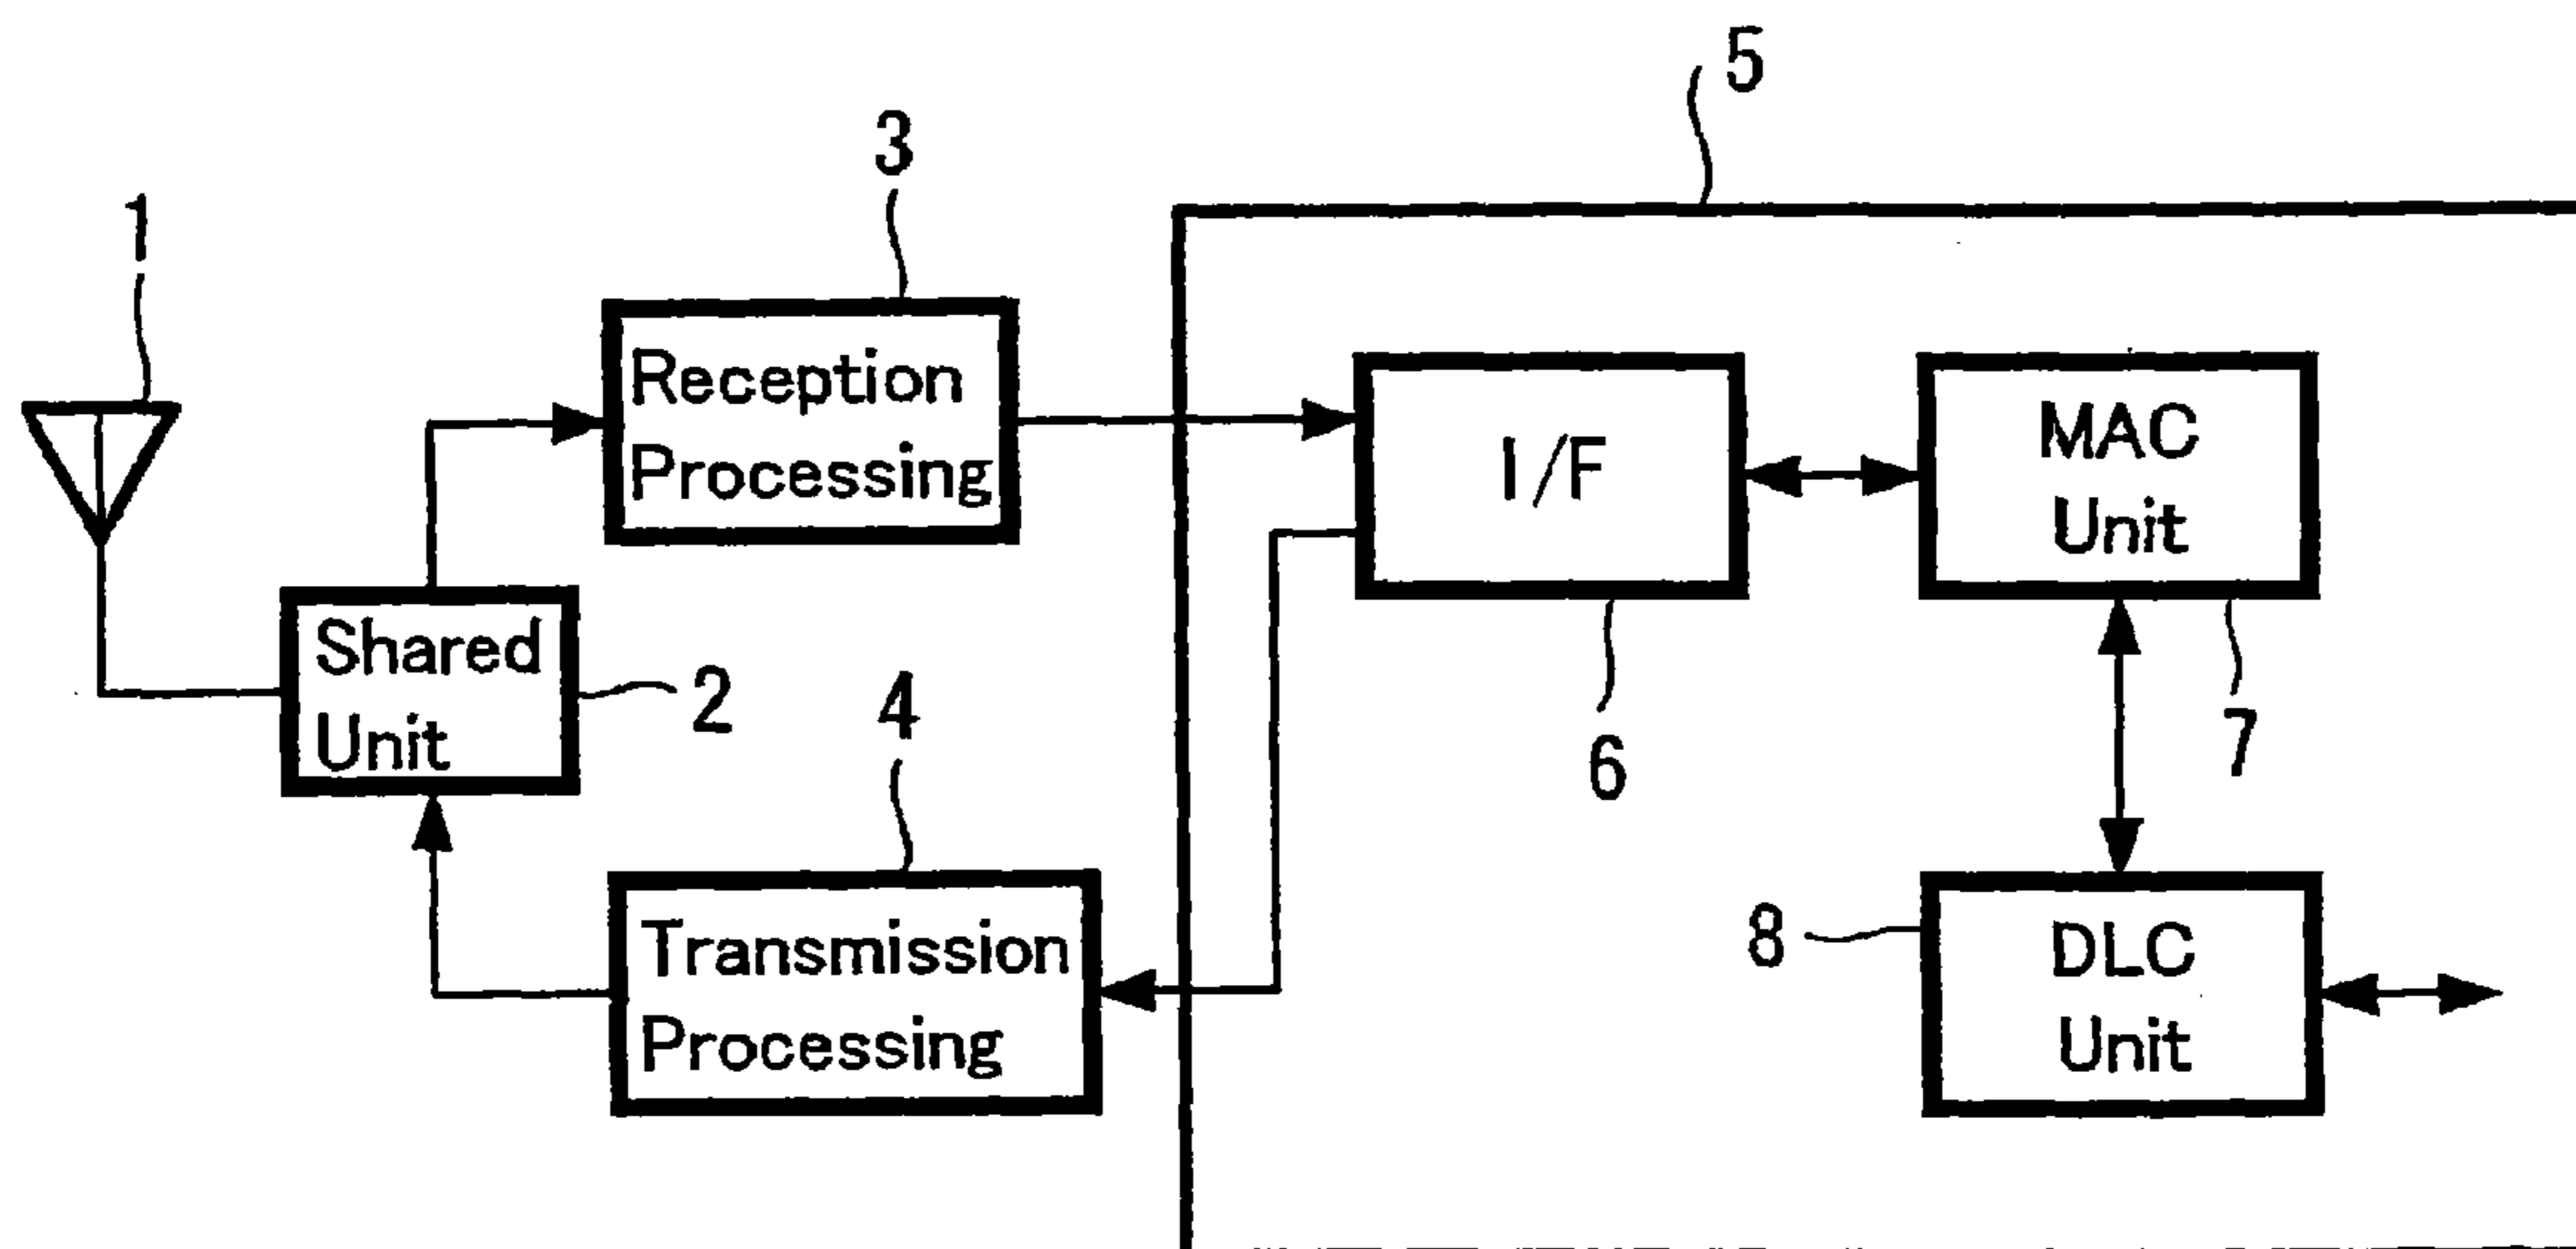 5
3
1
Reception
Processing
I/F
MAC
Unit
Shared
Unit
2
4
6
7
Transmission
Processing
8
DLC
Unit